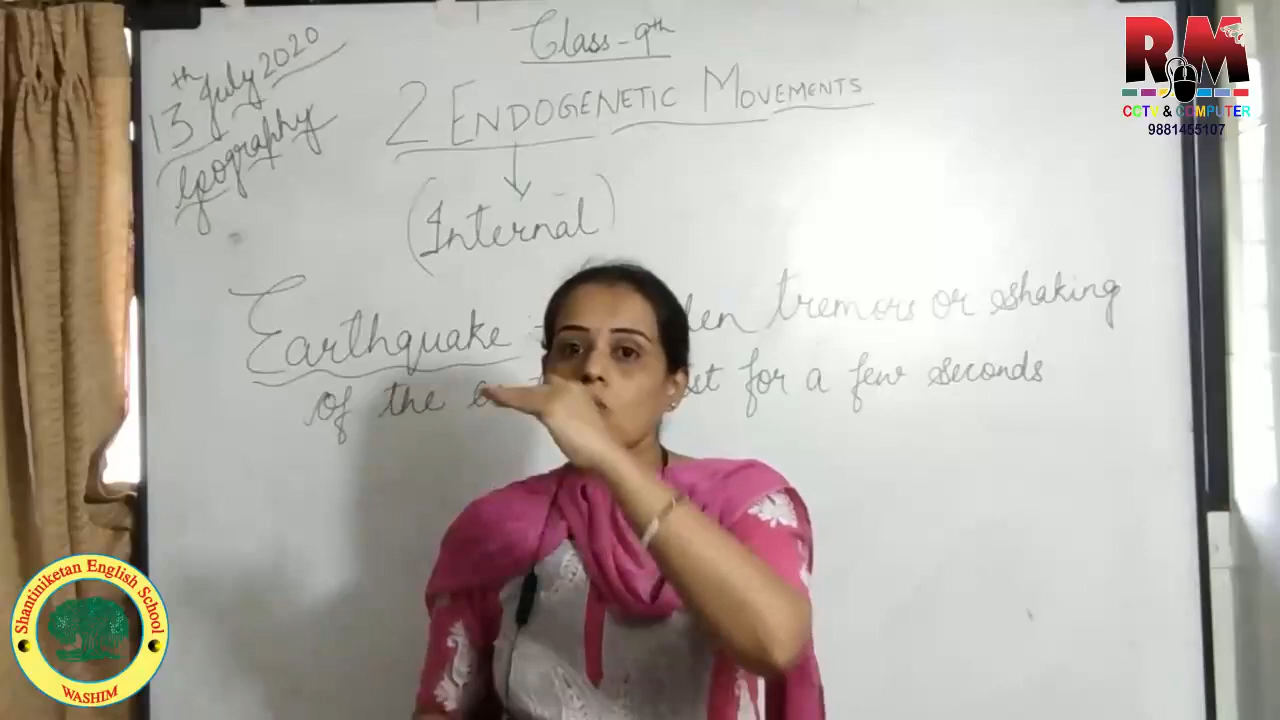 13th July 2020
Geography
Class - 9th
2 ENDOGENETIC MOVEMENTS
(Internal)
Earthquake tremors or shaking
of the for a few seconds
RM
CCTV & COMPUTER
9881455107
Shantiniketan English School
WASHIM